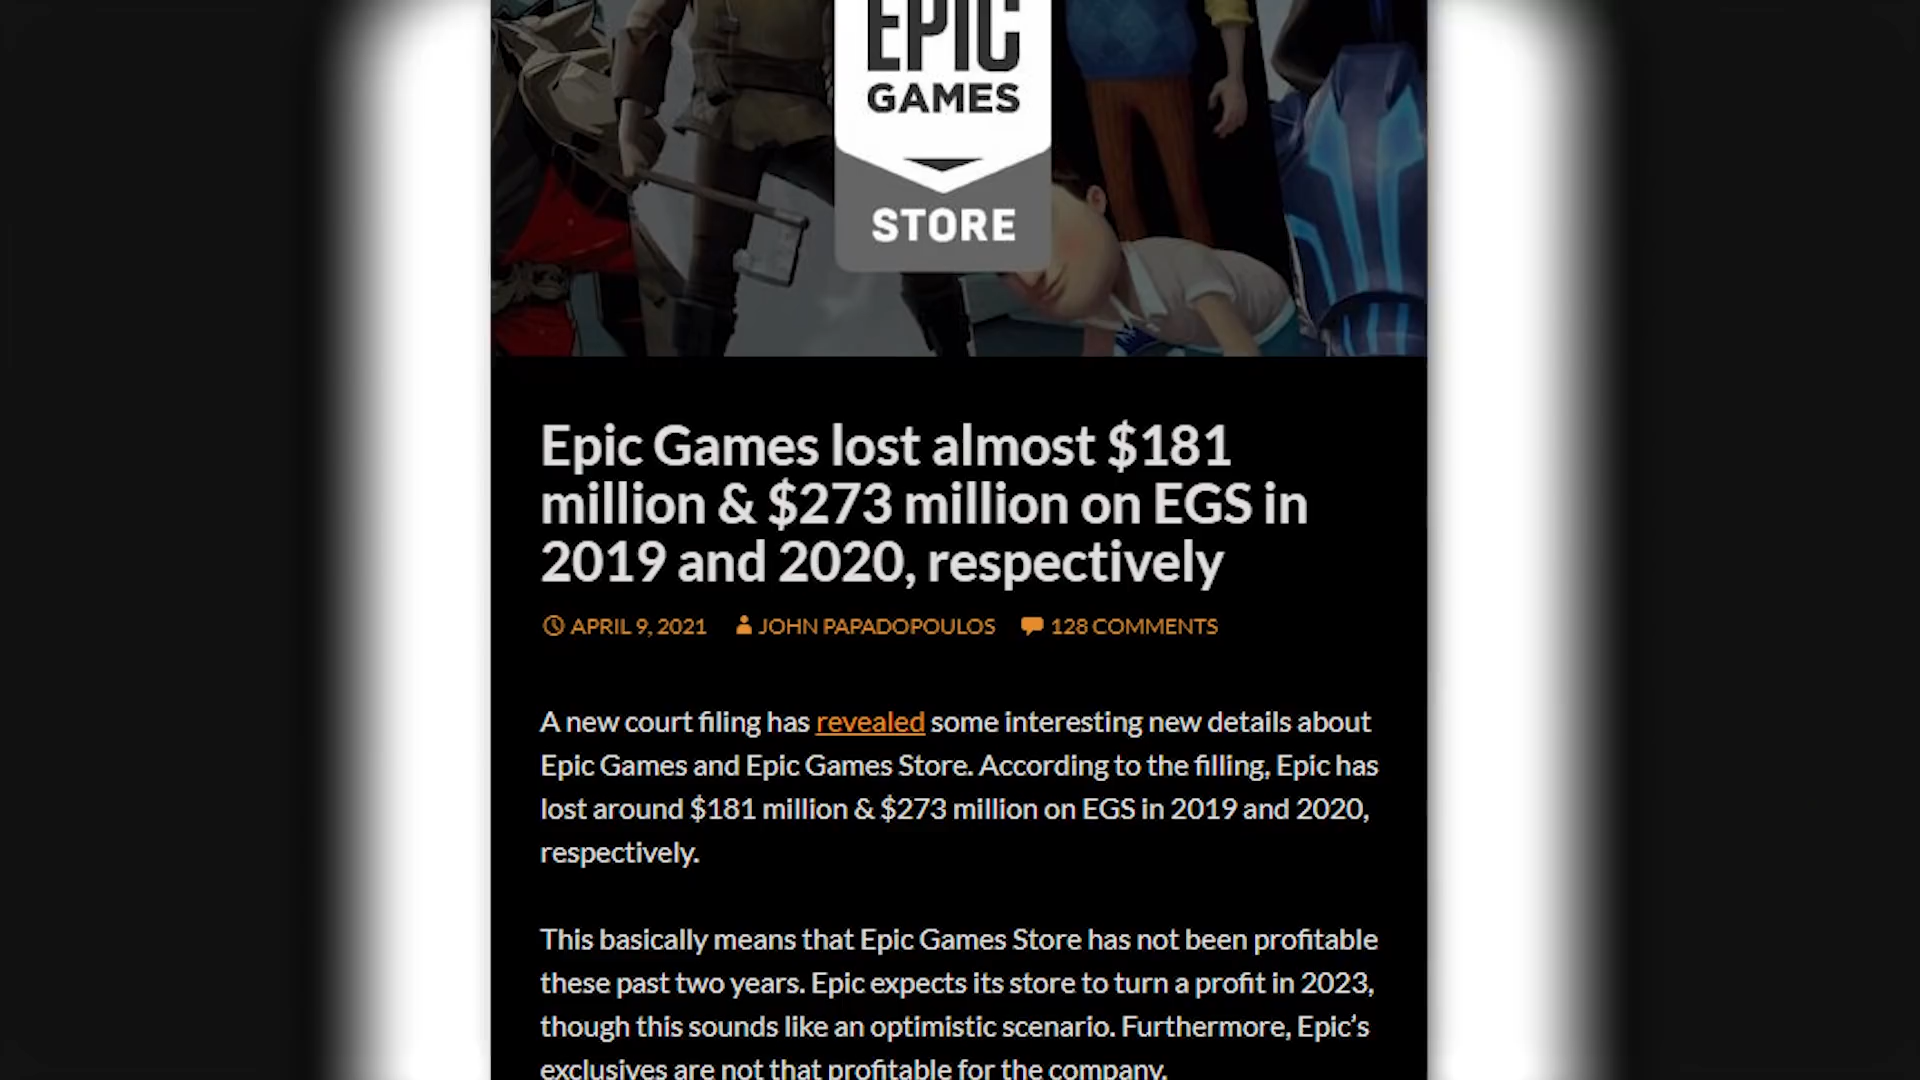 EPIC
GAMES
STORE
Epic Games lost almost $181
million & $273 million on EGS in
2019 and 2020, respectively
APRIL 9, 2021 JOHN PAPADOPOULOS 128 COMMENTS
A new court filing has revealed some interesting new details about
Epic Games and Epic Games Store. According to the filling, Epic has
lost around $181 million & $273 million on EGS in 2019 and 2020,
respectively.
This basically means that Epic Games Store has not been profitable
these past two years. Epic expects its store to turn a profit in 2023,
though this sounds like an optimistic scenario. Furthermore, Epic’s
exclusives are not that profitable for the company.